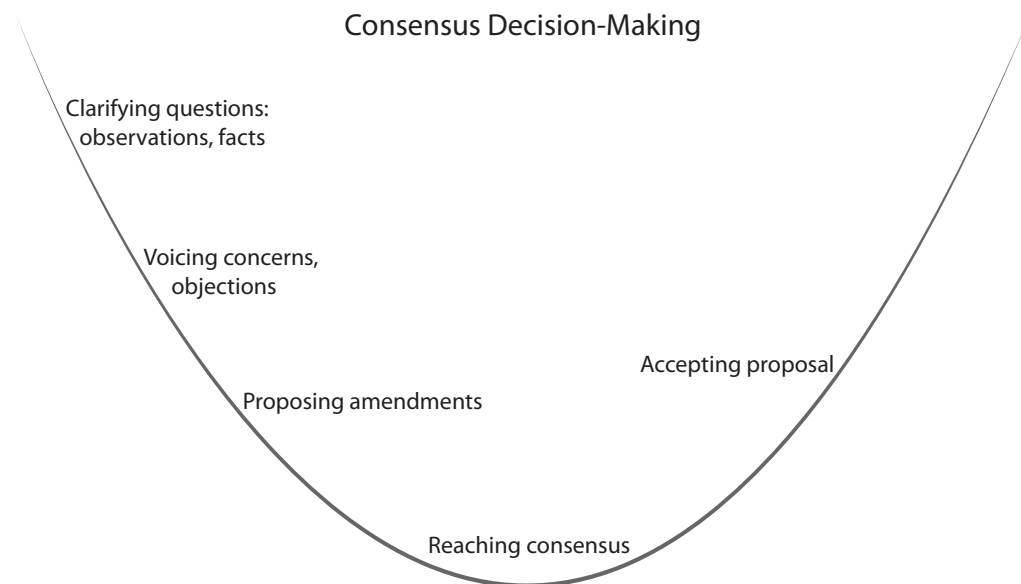 Consensus Decision-Making
Clarifying questions:
observations, facts
Voicing concerns,
objections
Proposing amendments
Reaching consensus
Accepting proposal